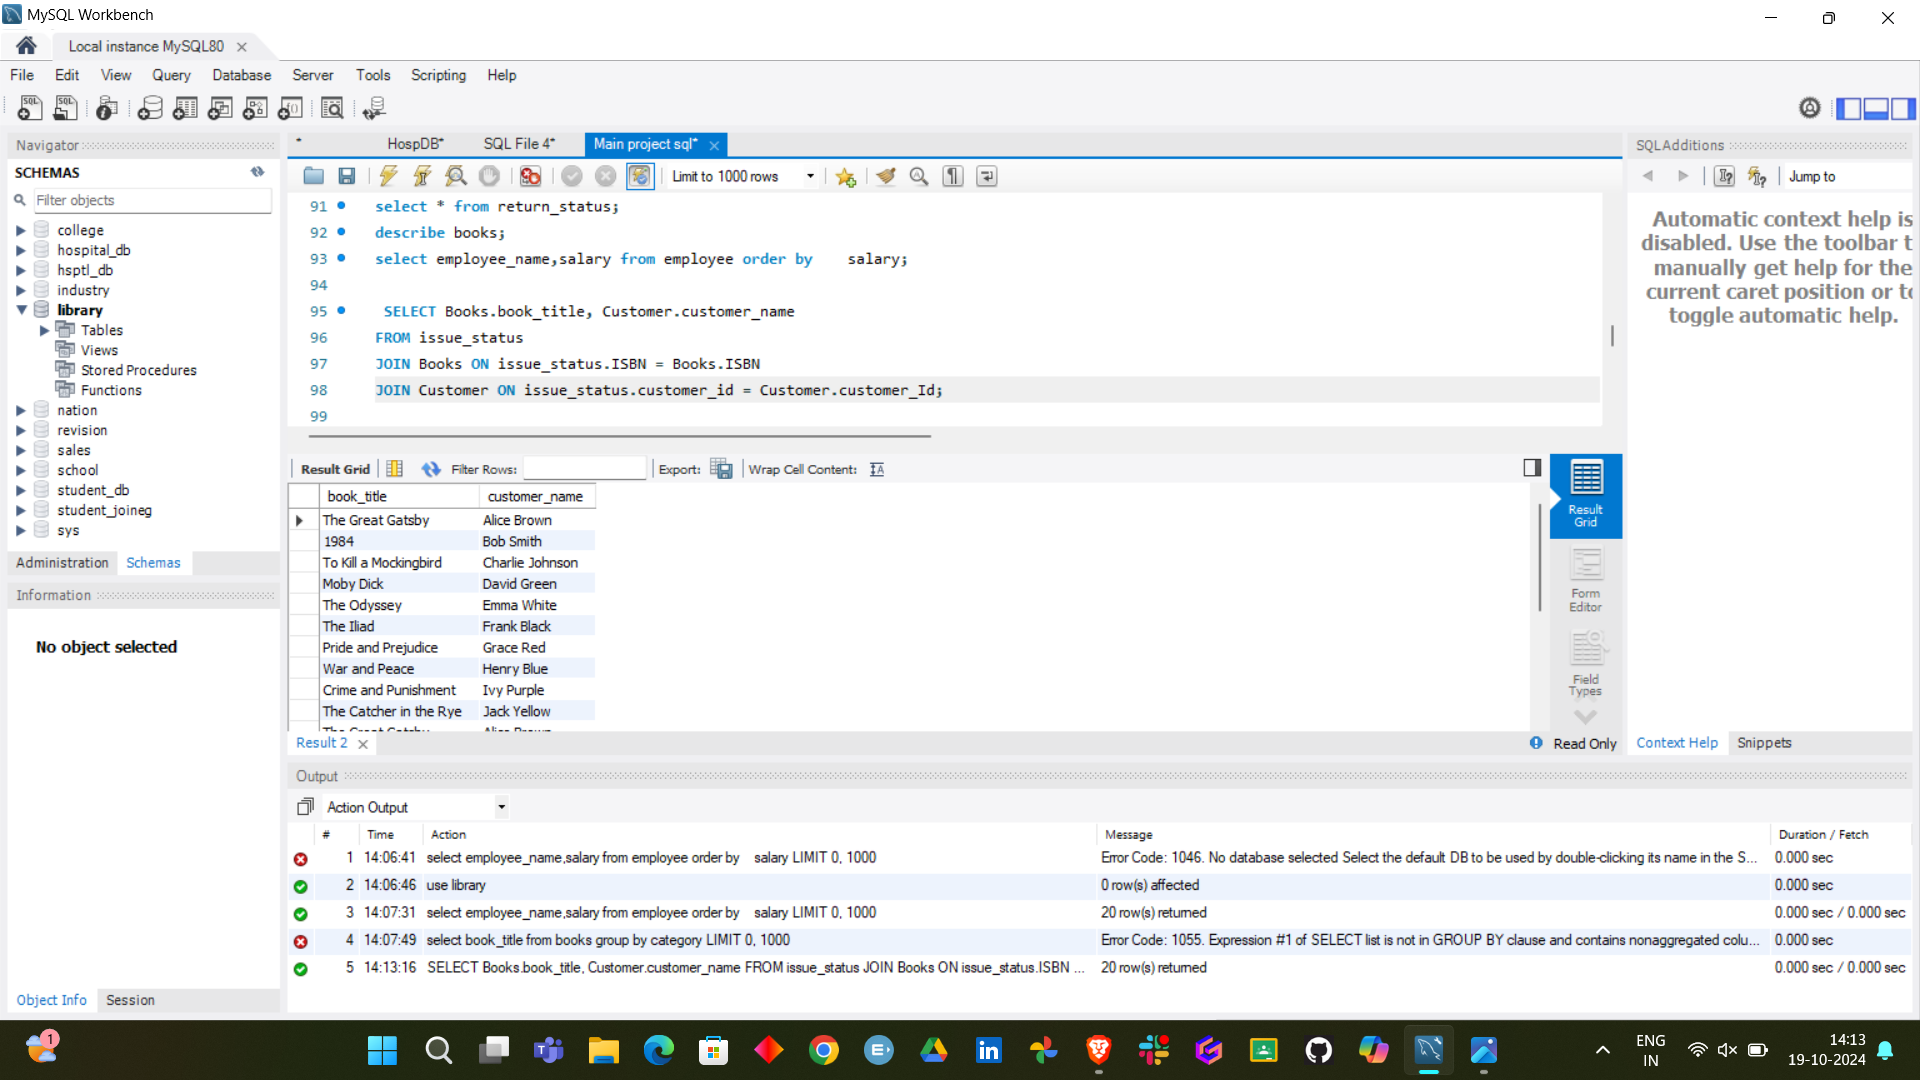 MySQL Workbench
Local instance MySQL80
File Edit View Query Database Server Tools Scripting Help
Navigator
SCHEMAS
Filter objects
college
hospital_db
hsptl_db
industry
library
Tables
Views
Stored Procedures
Functions
nation
revision
sales
school
student_db
student_joineg
sys
Administration Schemas
Information
No object selected
Object Info Session
* HospDB* SQL File 4* Main project sql*
Limit to 1000 rows
91 select * from return_status;
92 describe books;
93 select employee_name,salary from employee order by    salary;
94
95 SELECT Books.book_title, Customer.customer_name
96 FROM issue_status
97 JOIN Books ON issue_status.ISBN = Books.ISBN
98 JOIN Customer ON issue_status.customer_id = Customer.customer_Id;
99
Result Grid Filter Rows: Export: Wrap Cell Content:
book_title customer_name
The Great Gatsby Alice Brown
1984 Bob Smith
To Kill a Mockingbird Charlie Johnson
Moby Dick David Green
The Odyssey Emma White
The Iliad Frank Black
Pride and Prejudice Grace Red
War and Peace Henry Blue
Crime and Punishment Ivy Purple
The Catcher in the Rye Jack Yellow
The Great Gatsby Alice Brown
Result
Grid
Form
Editor
Field
Types
Result 2
Read Only
SQLAdditions
Jump to
Automatic context help is
disabled. Use the toolbar t
manually get help for the
current caret position or to
toggle automatic help.
Context Help Snippets
Output
Action Output
# Time Action Message Duration / Fetch
1 14:06:41 select employee_name,salary from employee order by    salary LIMIT 0, 1000 Error Code: 1046. No database selected Select the default DB to be used by double-clicking its name in the S... 0.000 sec
2 14:06:46 use library 0 row(s) affected 0.000 sec
3 14:07:31 select employee_name,salary from employee order by    salary LIMIT 0, 1000 20 row(s) returned 0.000 sec / 0.000 sec
4 14:07:49 select book_title from books group by category LIMIT 0, 1000 Error Code: 1055. Expression #1 of SELECT list is not in GROUP BY clause and contains nonaggregated colu... 0.000 sec
5 14:13:16 SELECT Books.book_title, Customer.customer_name FROM issue_status JOIN Books ON issue_status.ISBN ... 20 row(s) returned 0.000 sec / 0.000 sec
1
ENG
IN
14:13
19-10-2024